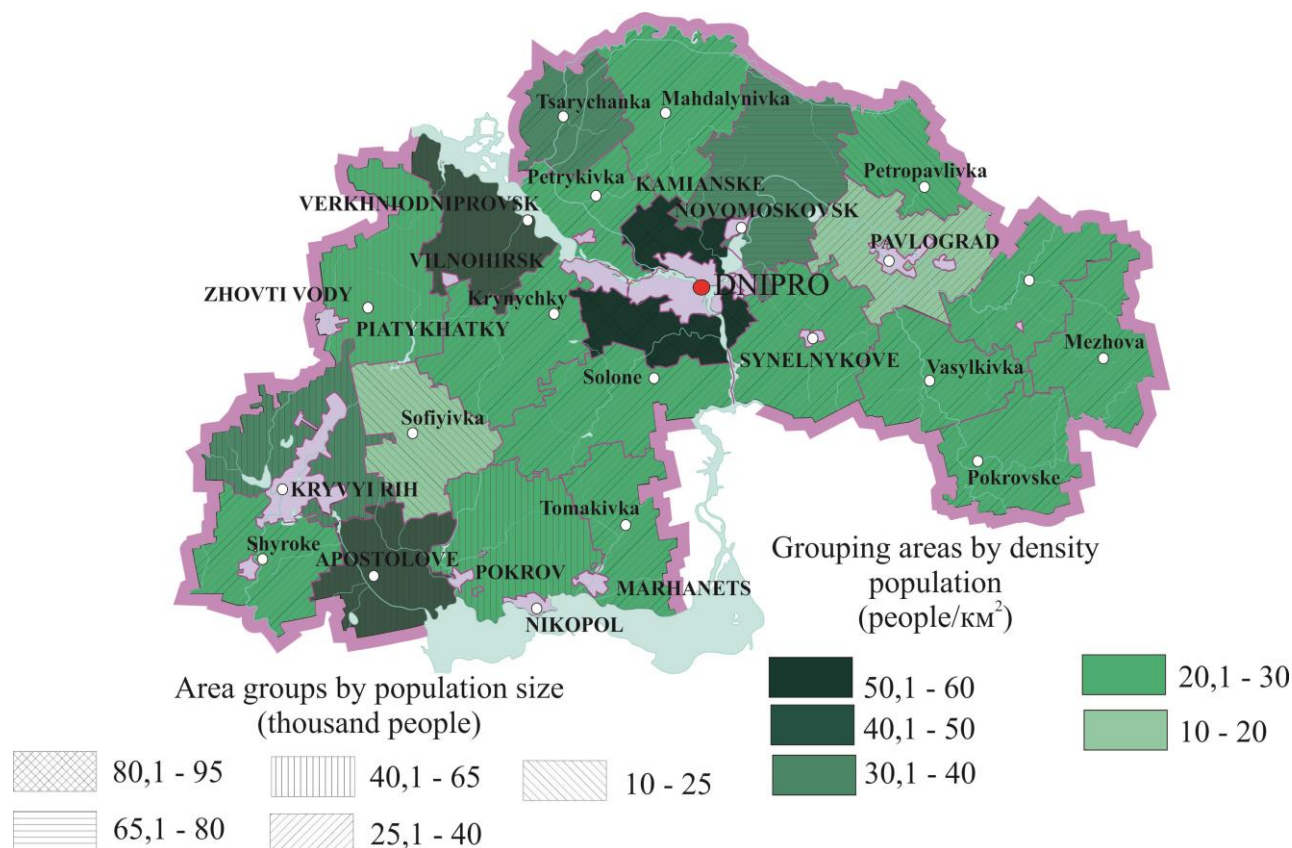 Tsarychanka
Mahdalynivka
Petrykivka
KAMIANSKE
Petropavlivka
VERKHNIODNIPROVSK
NOVOMOSKOVSK
VILNOHIRSK
PAVLOGRAD
ZHOVTI VODY
Krynychky
DNIPRO
PIATYKHATKY
SYNELNYKOVE
Mezhova
Solone
Vasylkivka
Sofiyivka
Pokrovske
KRYVYI RIH
Tomakivka
Shyroke
APOSTOLOVE
POKROV
MARHANETS
NIKOPOL
Grouping areas by density
population
(people/км²)
50,1 - 60
40,1 - 50
30,1 - 40
20,1 - 30
10 - 20
Area groups by population size
(thousand people)
80,1 - 95
65,1 - 80
40,1 - 65
25,1 - 40
10 - 25